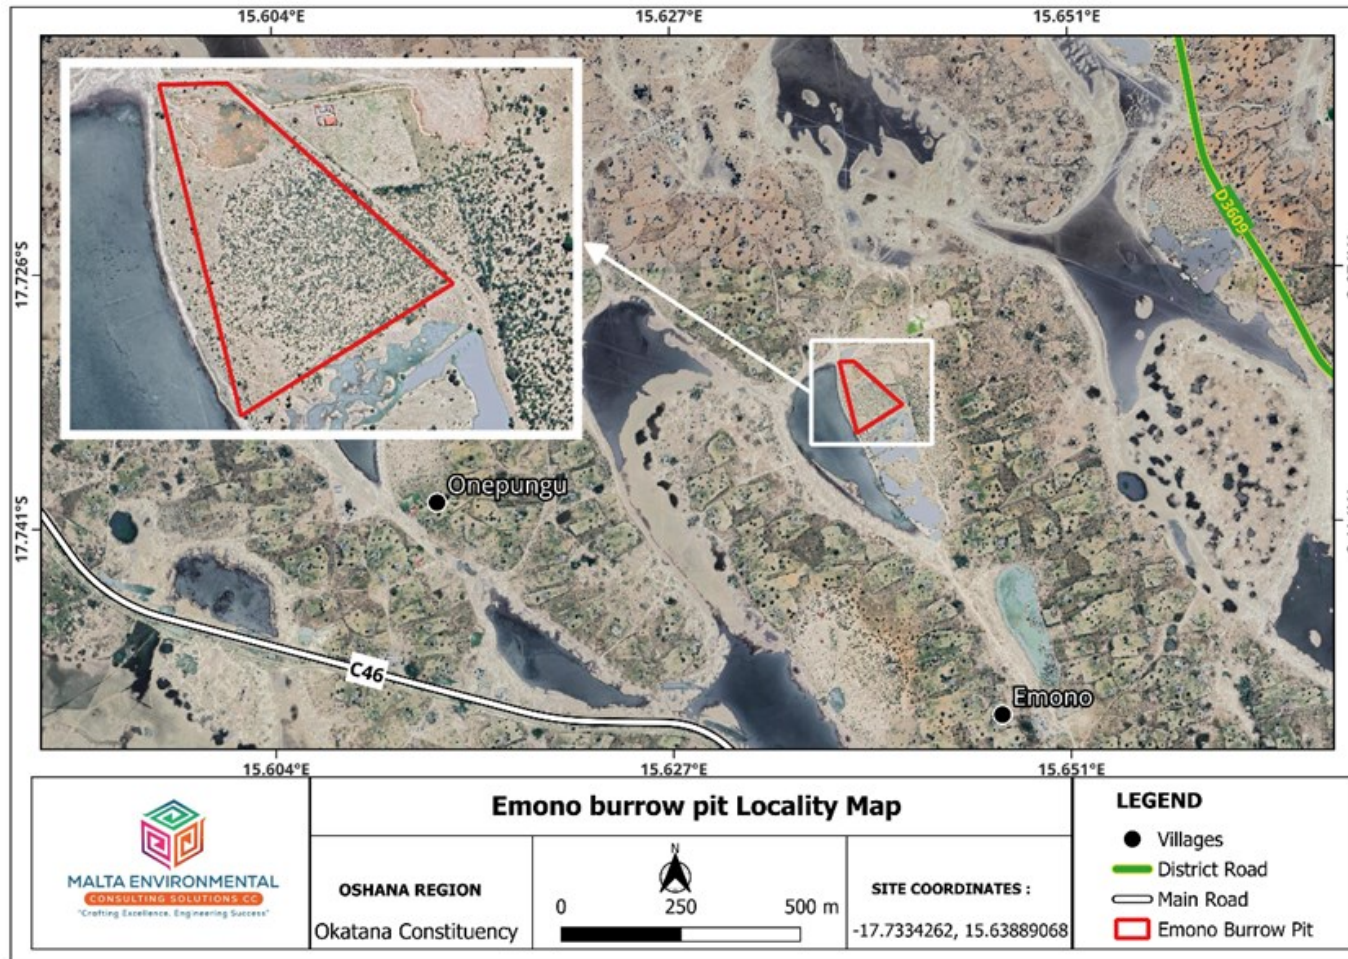 15.604°E
15.627°E
15.651°E
D3609
17.726°S
Onepungu
17.741°S
C46
Emono
15.604°E
15.627°E
15.651°E
MALTA ENVIRONMENTAL
CONSULTING SOLUTIONS CC
"Crafting Excellence. Engineering Success"
Emono burrow pit Locality Map
OSHANA REGION
Okatana Constituency
N
0 250 500 m
SITE COORDINATES :
-17.7334262, 15.63889068
LEGEND
Villages
District Road
Main Road
Emono Burrow Pit